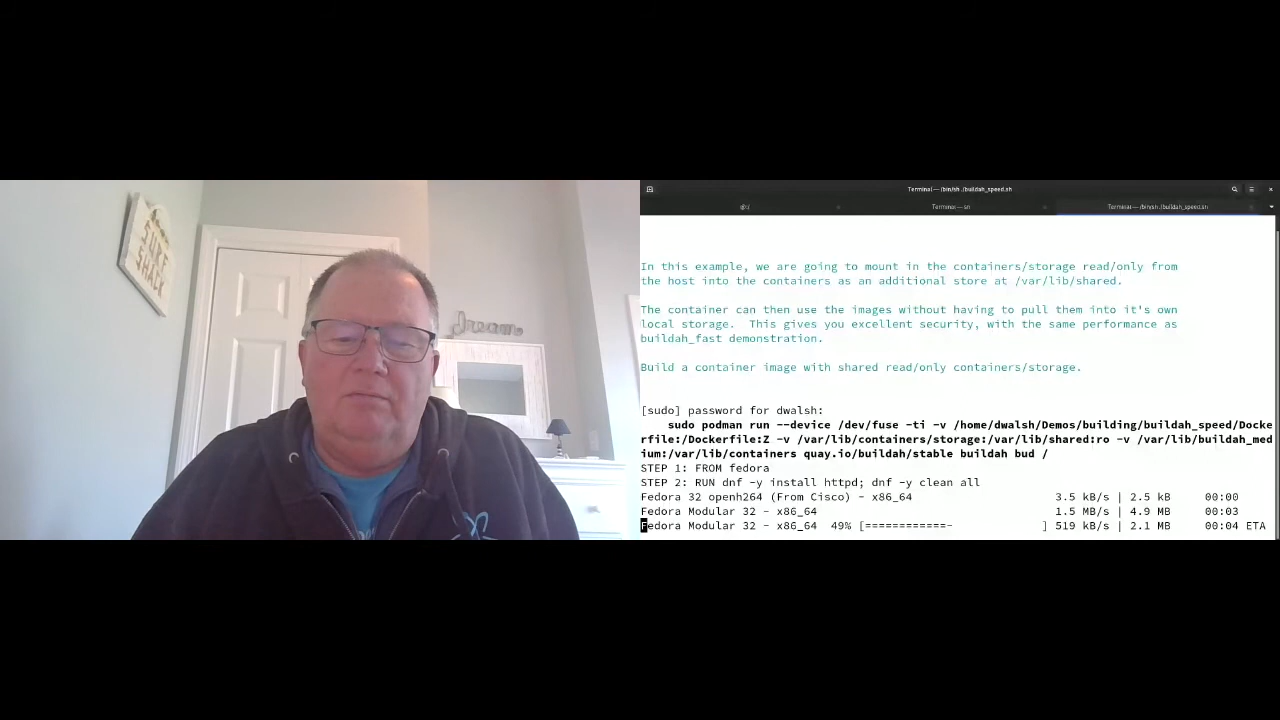 SURF
SHACK
Dreams
Terminal — /bin/sh ./buildah_speed.sh
Terminal — sh
Terminal — /bin/sh ./buildah_speed.sh
In this example, we are going to mount in the containers/storage read/only from
the host into the containers as an additional store at /var/lib/shared.
The container can then use the images without having to pull them into it's own
local storage.  This gives you excellent security, with the same performance as
buildah_fast demonstration.
Build a container image with shared read/only containers/storage.
[sudo] password for dwalsh:
sudo podman run --device /dev/fuse -ti -v /home/dwalsh/Demos/building/buildah_speed/Docke
rfile:/Dockerfile:Z -v /var/lib/containers/storage:/var/lib/shared:ro -v /var/lib/buildah_med
ium:/var/lib/containers quay.io/buildah/stable buildah bud /
STEP 1: FROM fedora
STEP 2: RUN dnf -y install httpd; dnf -y clean all
Fedora 32 openh264 (From Cisco) - x86_64 3.5 kB/s | 2.5 kB 00:00
Fedora Modular 32 - x86_64 1.5 MB/s | 4.9 MB 00:03
Fedora Modular 32 - x86_64 49% [============- ] 519 kB/s | 2.1 MB 00:04 ETA